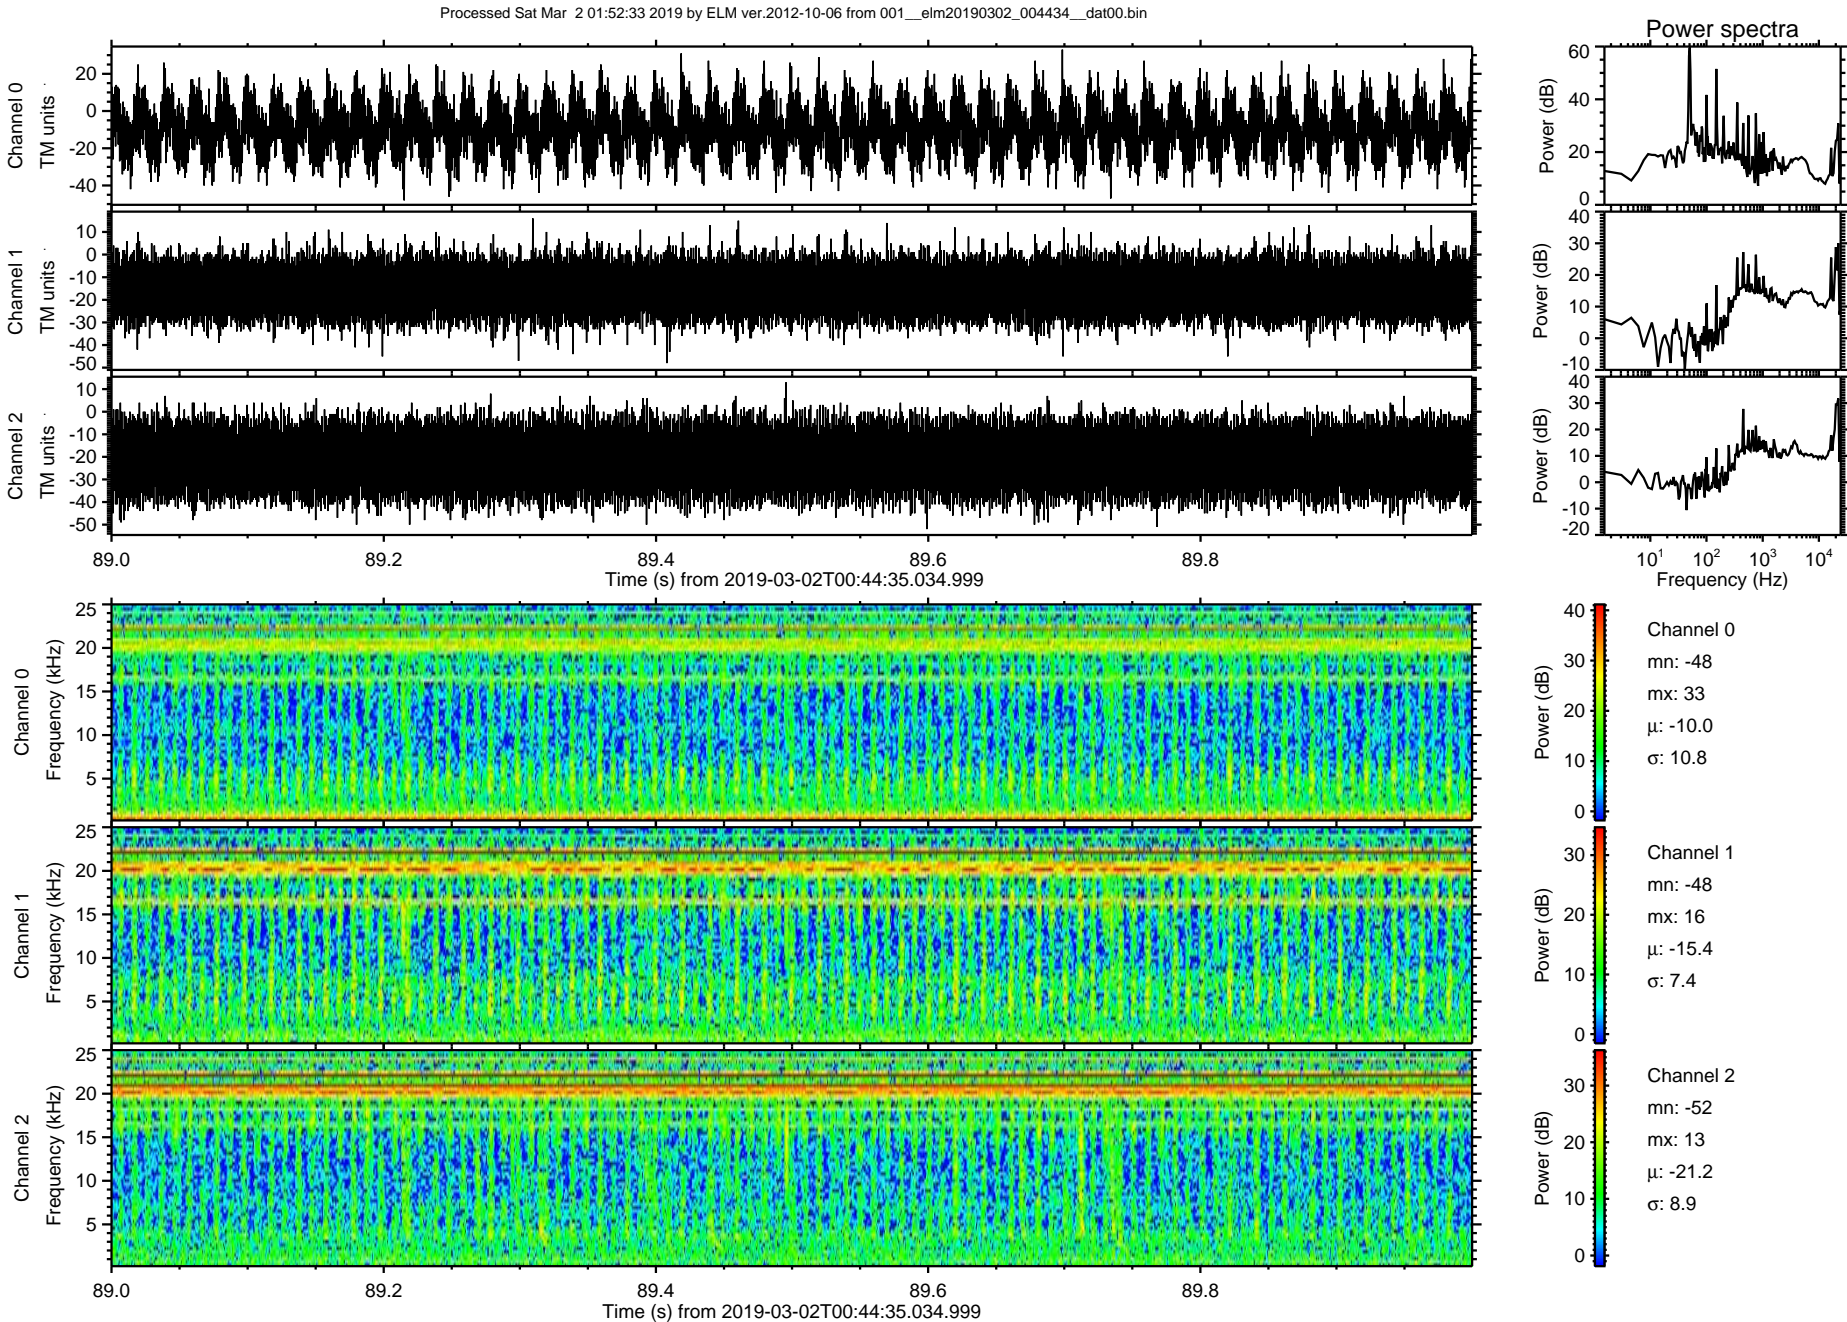 Processed Sat Mar  2 01:52:33 2019 by ELM ver.2012-10-06 from 001__elm20190302_004434__dat00.bin
Power spectra
Channel 0
TM units
20
0
-20
-40
Power (dB)
60
40
20
0
Channel 1
TM units
10
0
-10
-20
-30
-40
-50
Power (dB)
40
30
20
10
0
-10
Channel 2
TM units
10
0
-10
-20
-30
-40
-50
Power (dB)
40
30
20
10
0
-10
-20
89.0 89.2 89.4 89.6 89.8
Time (s) from 2019-03-02T00:44:35.034.999
10^1 10^2 10^3 10^4
Frequency (Hz)
Channel 0
Frequency (kHz)
25
20
15
10
5
Power (dB)
40
30
20
10
0
Channel 0
mn: -48
mx: 33
μ: -10.0
σ: 10.8
Channel 1
Frequency (kHz)
25
20
15
10
5
Power (dB)
30
20
10
0
Channel 1
mn: -48
mx: 16
μ: -15.4
σ: 7.4
Channel 2
Frequency (kHz)
25
20
15
10
5
Power (dB)
30
20
10
0
Channel 2
mn: -52
mx: 13
μ: -21.2
σ: 8.9
89.0 89.2 89.4 89.6 89.8
Time (s) from 2019-03-02T00:44:35.034.999